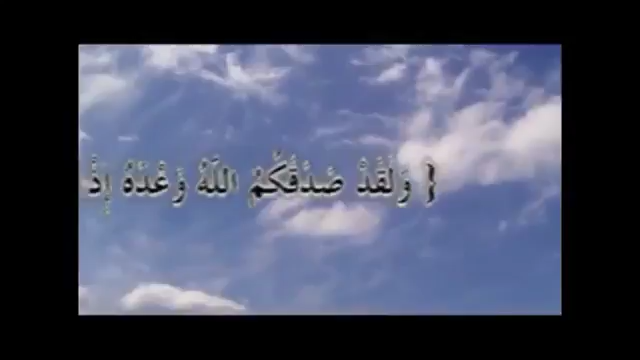 { وَلَقَدْ صَدَقَكُمُ اللَّهُ وَعْدَهُ إِذْ